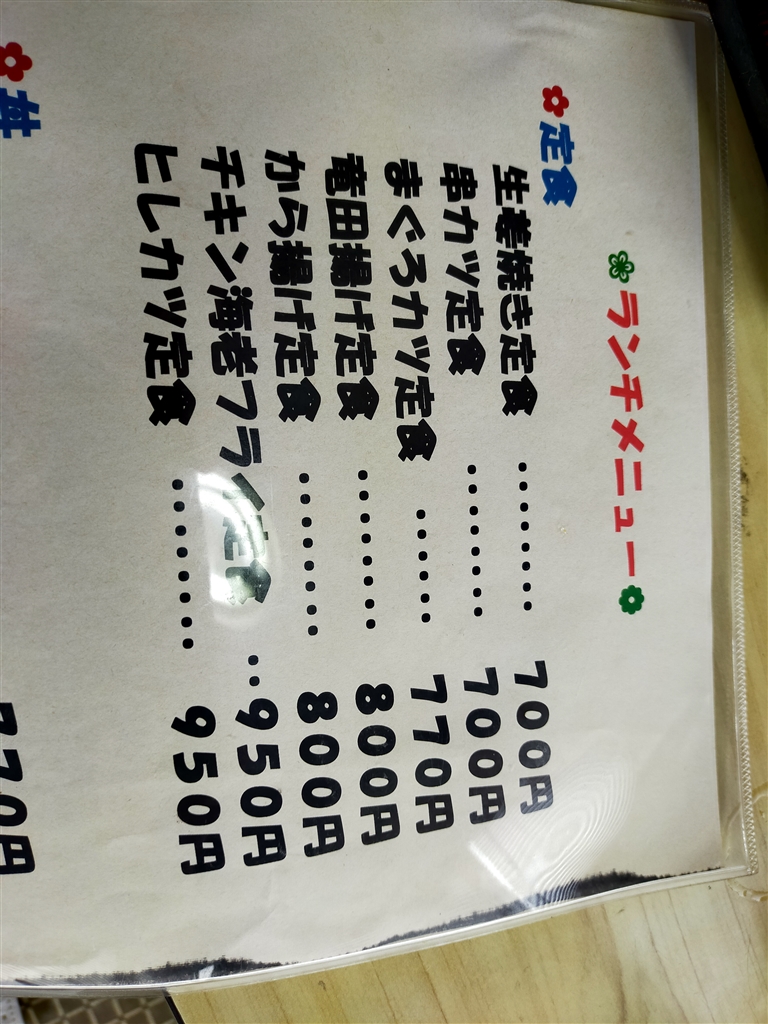 ランチメニュー
定食
生姜焼き定食 ‥‥‥‥ 700円
串カツ定食 ‥‥‥‥ 700円
まぐろカツ定食 ‥‥‥ 770円
竜田揚げ定食 ‥‥‥‥ 800円
から揚げ定食 ‥‥‥‥ 800円
チキン海老フライ定食 ‥ 950円
ヒレカツ定食 ‥‥‥‥ 950円
丼
770円